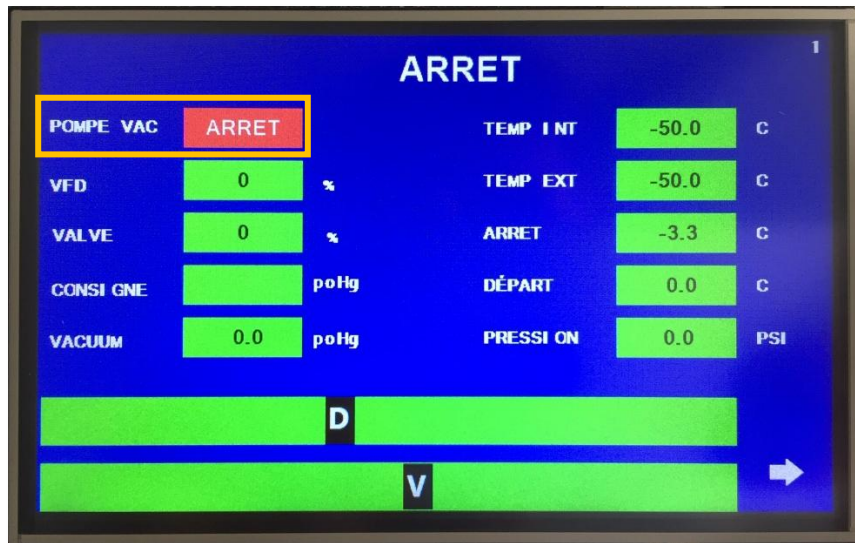 1
ARRET
POMPE VAC ARRET TEMP INT -50.0 C
VFD 0 % TEMP EXT -50.0 C
VALVE 0 % ARRET -3.3 C
CONSIGNE poHg DÉPART 0.0 C
VACUUM 0.0 poHg PRESSION 0.0 PSI
D
V